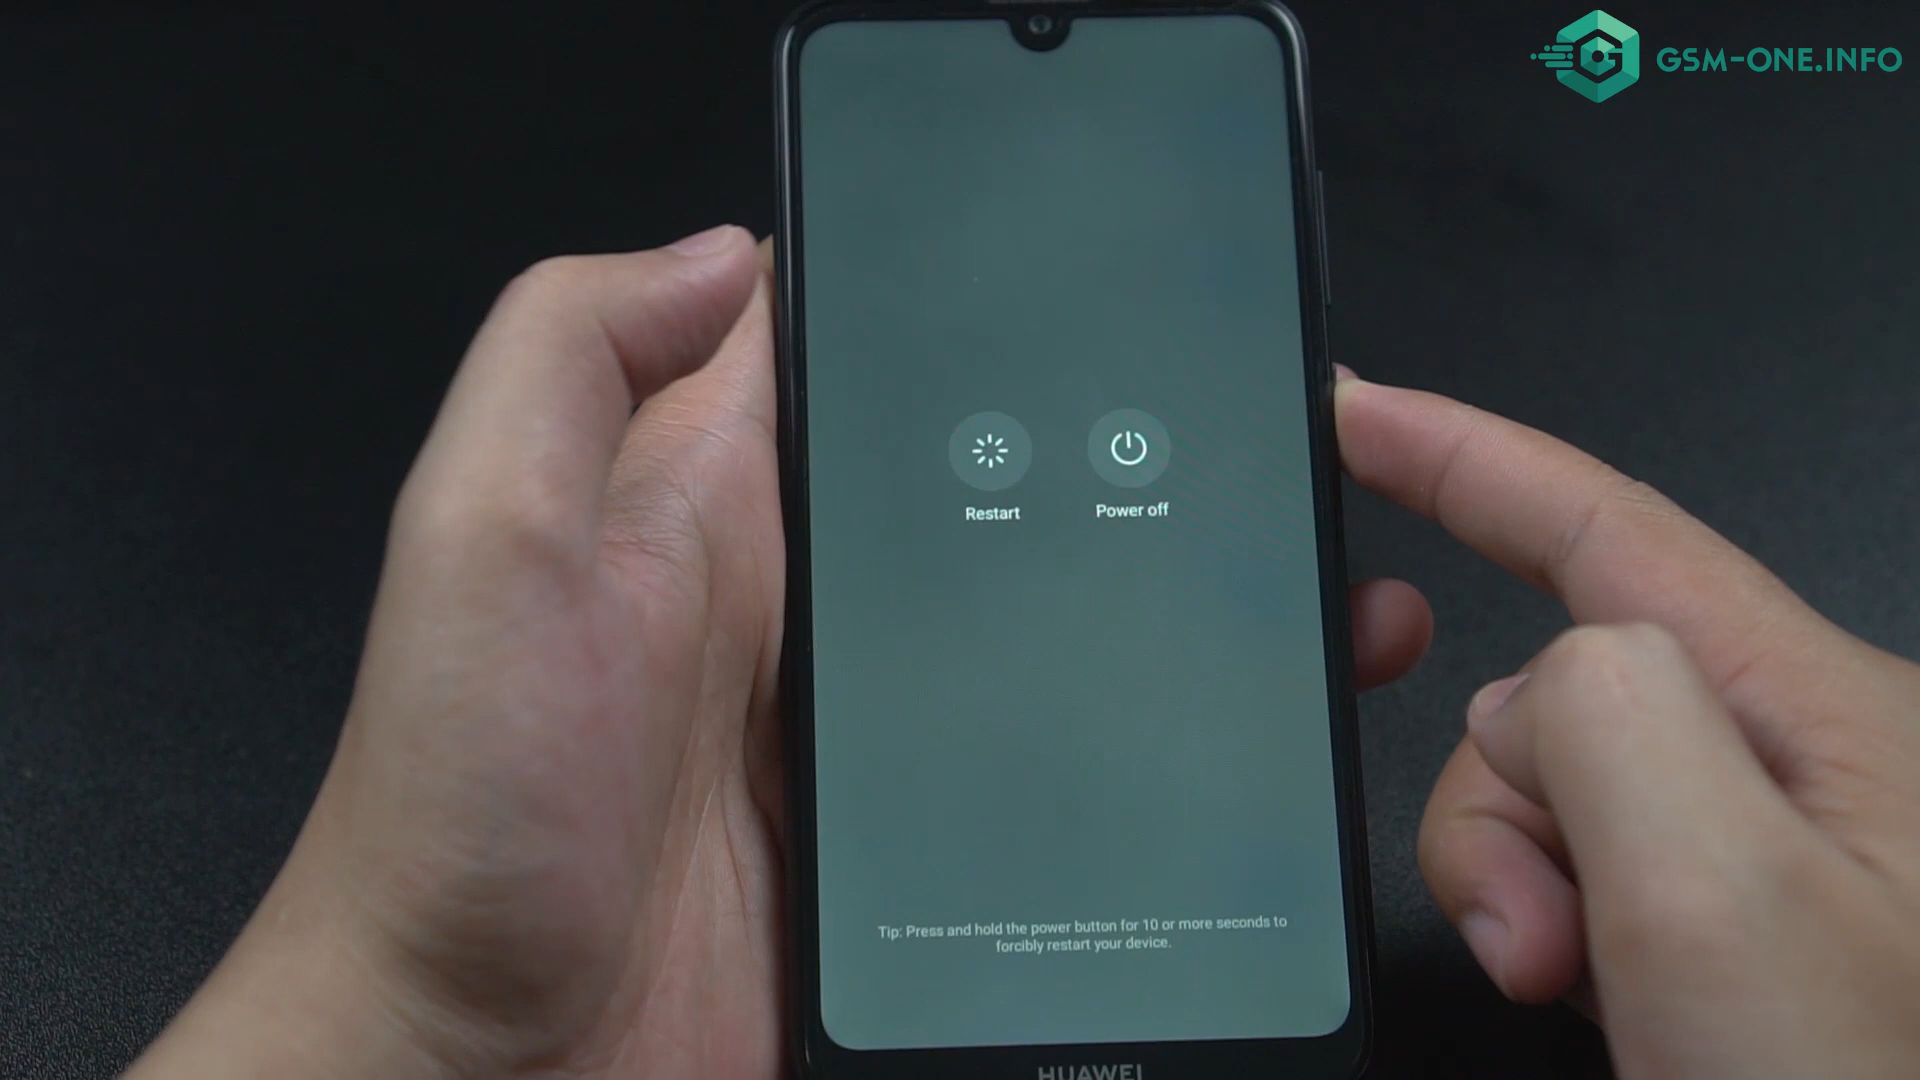 GSM-ONE.INFO
Restart
Power off
Tip: Press and hold the power button for 10 or more seconds to
forcibly restart your device.
HUAWEI